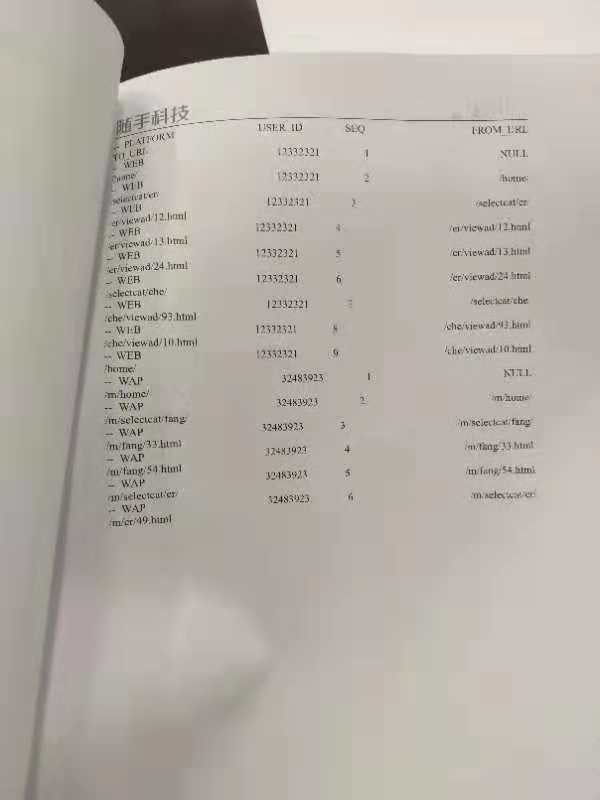 随手科技
-- PLATFORM USER_ID SEQ FROM_URL
TO_URL
-- WEB 12332321 1 NULL
/home/
-- WEB 12332321 2 /home/
/selectcat/er/
-- WEB 12332321 3 /selectcat/er/
/er/viewad/12.html
-- WEB 12332321 4 /er/viewad/12.html
/er/viewad/13.html
-- WEB 12332321 5 /er/viewad/13.html
/er/viewad/24.html
-- WEB 12332321 6 /er/viewad/24.html
/selectcat/che/
-- WEB 12332321 7 /selectcat/che/
/che/viewad/93.html
-- WEB 12332321 8 /che/viewad/93.html
/che/viewad/10.html
-- WEB 12332321 9 /che/viewad/10.html
/home/
-- WAP 32483923 1 NULL
/m/home/
-- WAP 32483923 2 /m/home/
/m/selectcat/fang/
-- WAP 32483923 3 /m/selectcat/fang/
/m/fang/33.html
-- WAP 32483923 4 /m/fang/33.html
/m/fang/54.html
-- WAP 32483923 5 /m/fang/54.html
/m/selectcat/er/
-- WAP 32483923 6 /m/selectcat/er/
/m/er/49.html